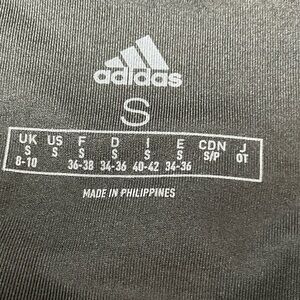 adidas
S
UK US F D I E CDN J
8-10 S 36-38 34-36 40-42 34-36 S/P OT
MADE IN PHILIPPINES